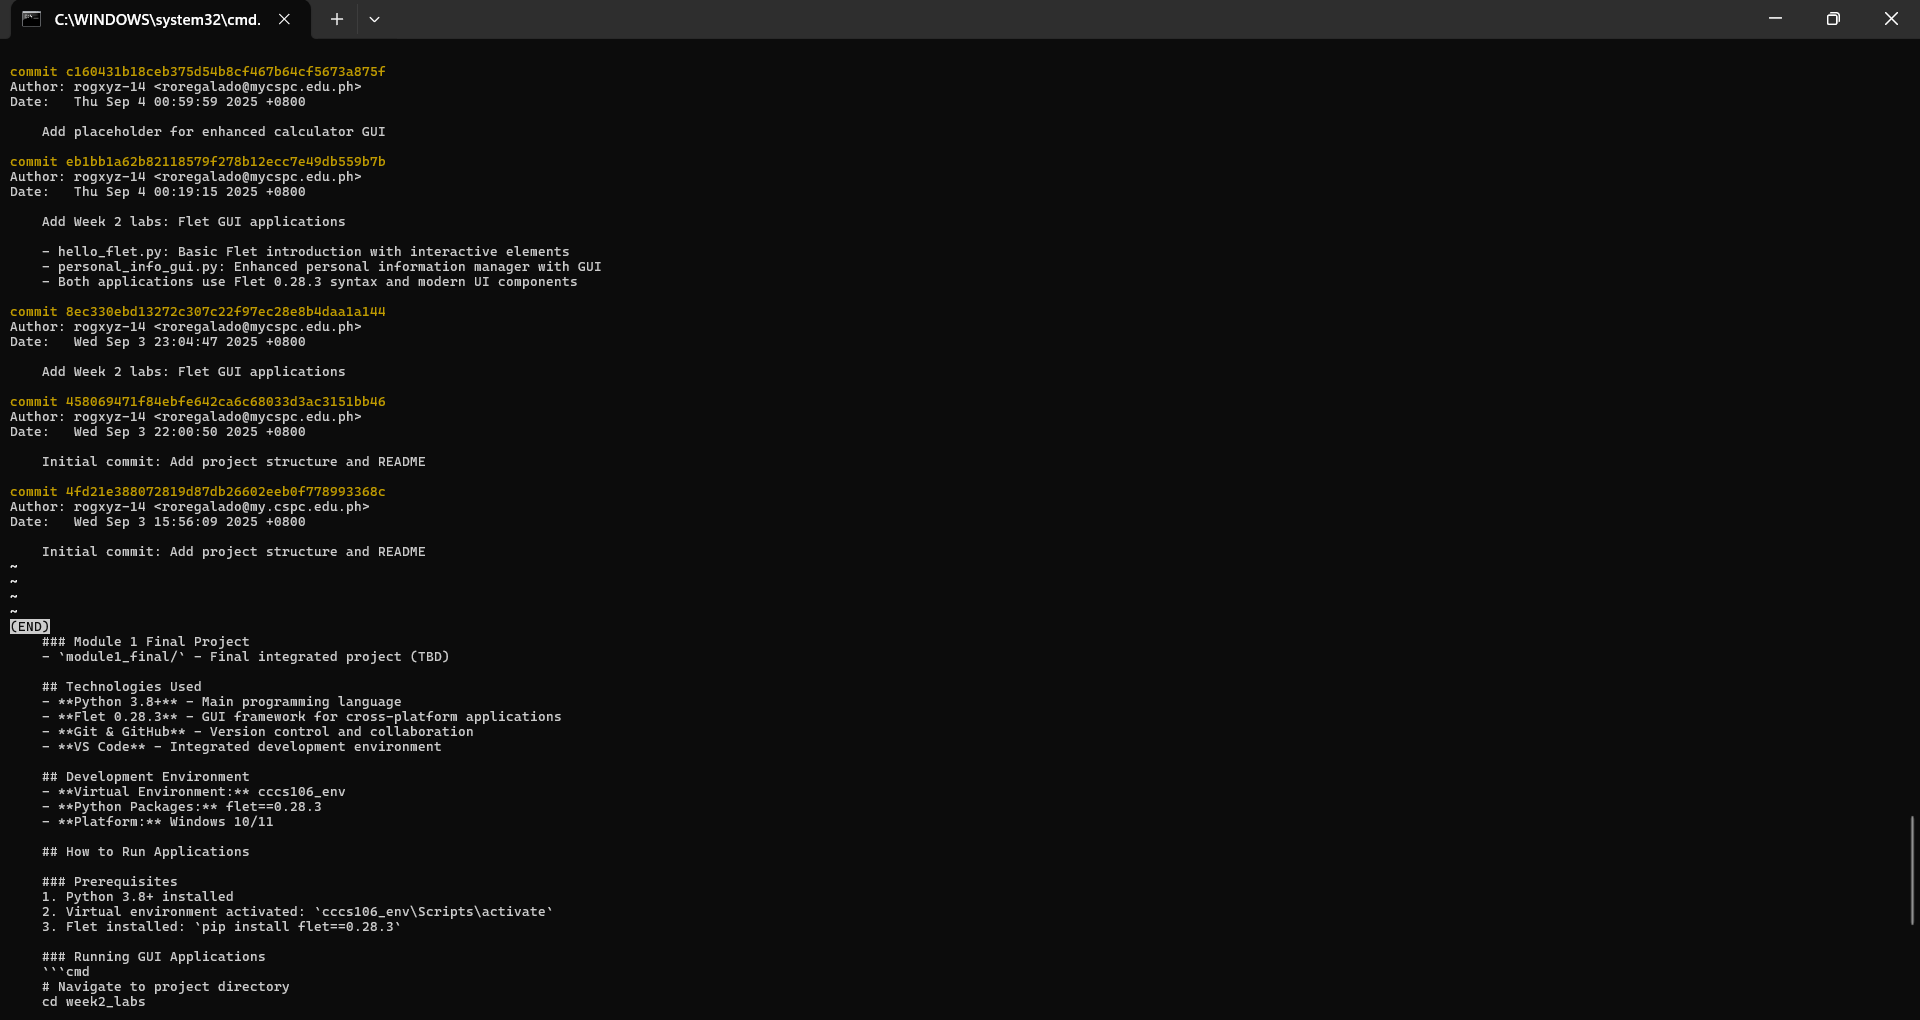 C:\WINDOWS\system32\cmd.
commit c160431b18ceb375d54b8cf467b64cf5673a875f
Author: rogxyz-14 <roregalado@mycspc.edu.ph>
Date:   Thu Sep 4 00:59:59 2025 +0800
    Add placeholder for enhanced calculator GUI
commit eb1bb1a62b82118579f278b12ecc7e49db559b7b
Author: rogxyz-14 <roregalado@mycspc.edu.ph>
Date:   Thu Sep 4 00:19:15 2025 +0800
    Add Week 2 labs: Flet GUI applications
    - hello_flet.py: Basic Flet introduction with interactive elements
    - personal_info_gui.py: Enhanced personal information manager with GUI
    - Both applications use Flet 0.28.3 syntax and modern UI components
commit 8ec330ebd13272c307c22f97ec28e8b4daa1a144
Author: rogxyz-14 <roregalado@mycspc.edu.ph>
Date:   Wed Sep 3 23:04:47 2025 +0800
    Add Week 2 labs: Flet GUI applications
commit 458069471f84ebfe642ca6c68033d3ac3151bb46
Author: rogxyz-14 <roregalado@mycspc.edu.ph>
Date:   Wed Sep 3 22:00:50 2025 +0800
    Initial commit: Add project structure and README
commit 4fd21e388072819d87db26602eeb0f778993368c
Author: rogxyz-14 <roregalado@my.cspc.edu.ph>
Date:   Wed Sep 3 15:56:09 2025 +0800
    Initial commit: Add project structure and README
~
~
~
~
(END)
    ### Module 1 Final Project
    - `module1_final/` - Final integrated project (TBD)
    ## Technologies Used
    - **Python 3.8+** - Main programming language
    - **Flet 0.28.3** - GUI framework for cross-platform applications
    - **Git & GitHub** - Version control and collaboration
    - **VS Code** - Integrated development environment
    ## Development Environment
    - **Virtual Environment:** cccs106_env
    - **Python Packages:** flet==0.28.3
    - **Platform:** Windows 10/11
    ## How to Run Applications
    ### Prerequisites
    1. Python 3.8+ installed
    2. Virtual environment activated: `cccs106_env\Scripts\activate`
    3. Flet installed: `pip install flet==0.28.3`
    ### Running GUI Applications
    ```cmd
    # Navigate to project directory
    cd week2_labs